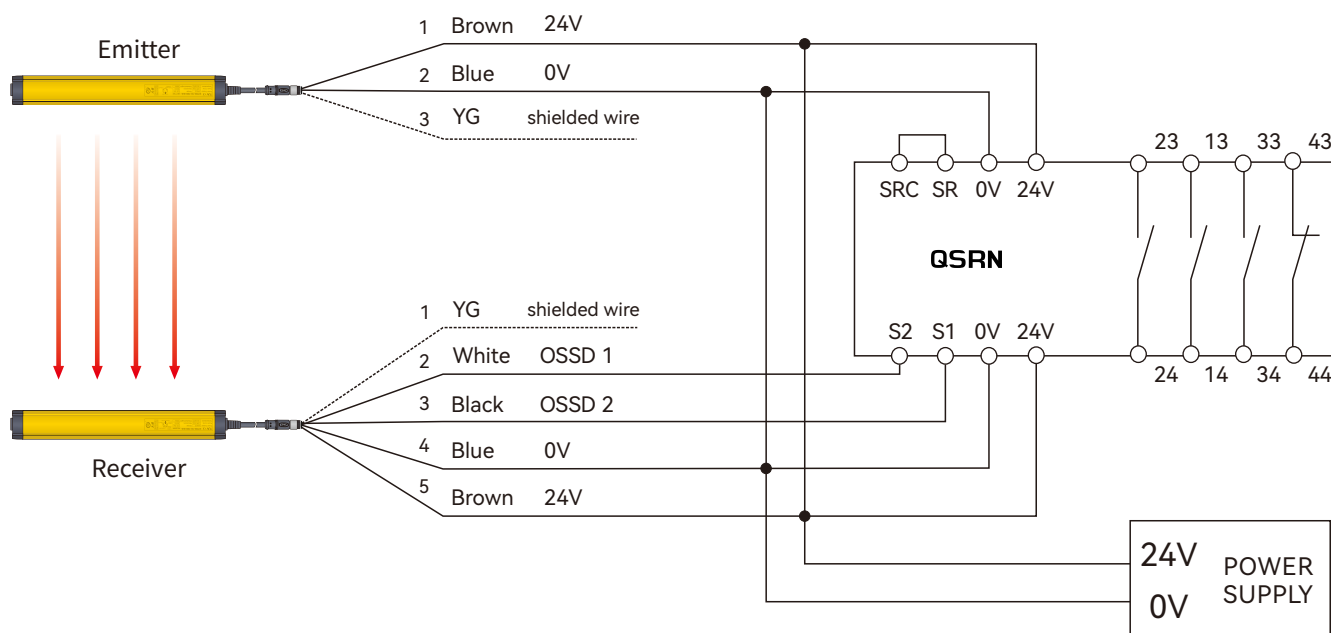 Emitter
1 Brown 24V
2 Blue 0V
3 YG shielded wire
23 13 33 43
SRC SR 0V 24V
QSRN
S2 S1 0V 24V
24 14 34 44
1 YG shielded wire
2 White OSSD 1
3 Black OSSD 2
4 Blue 0V
5 Brown 24V
Receiver
24V
0V
POWER
SUPPLY